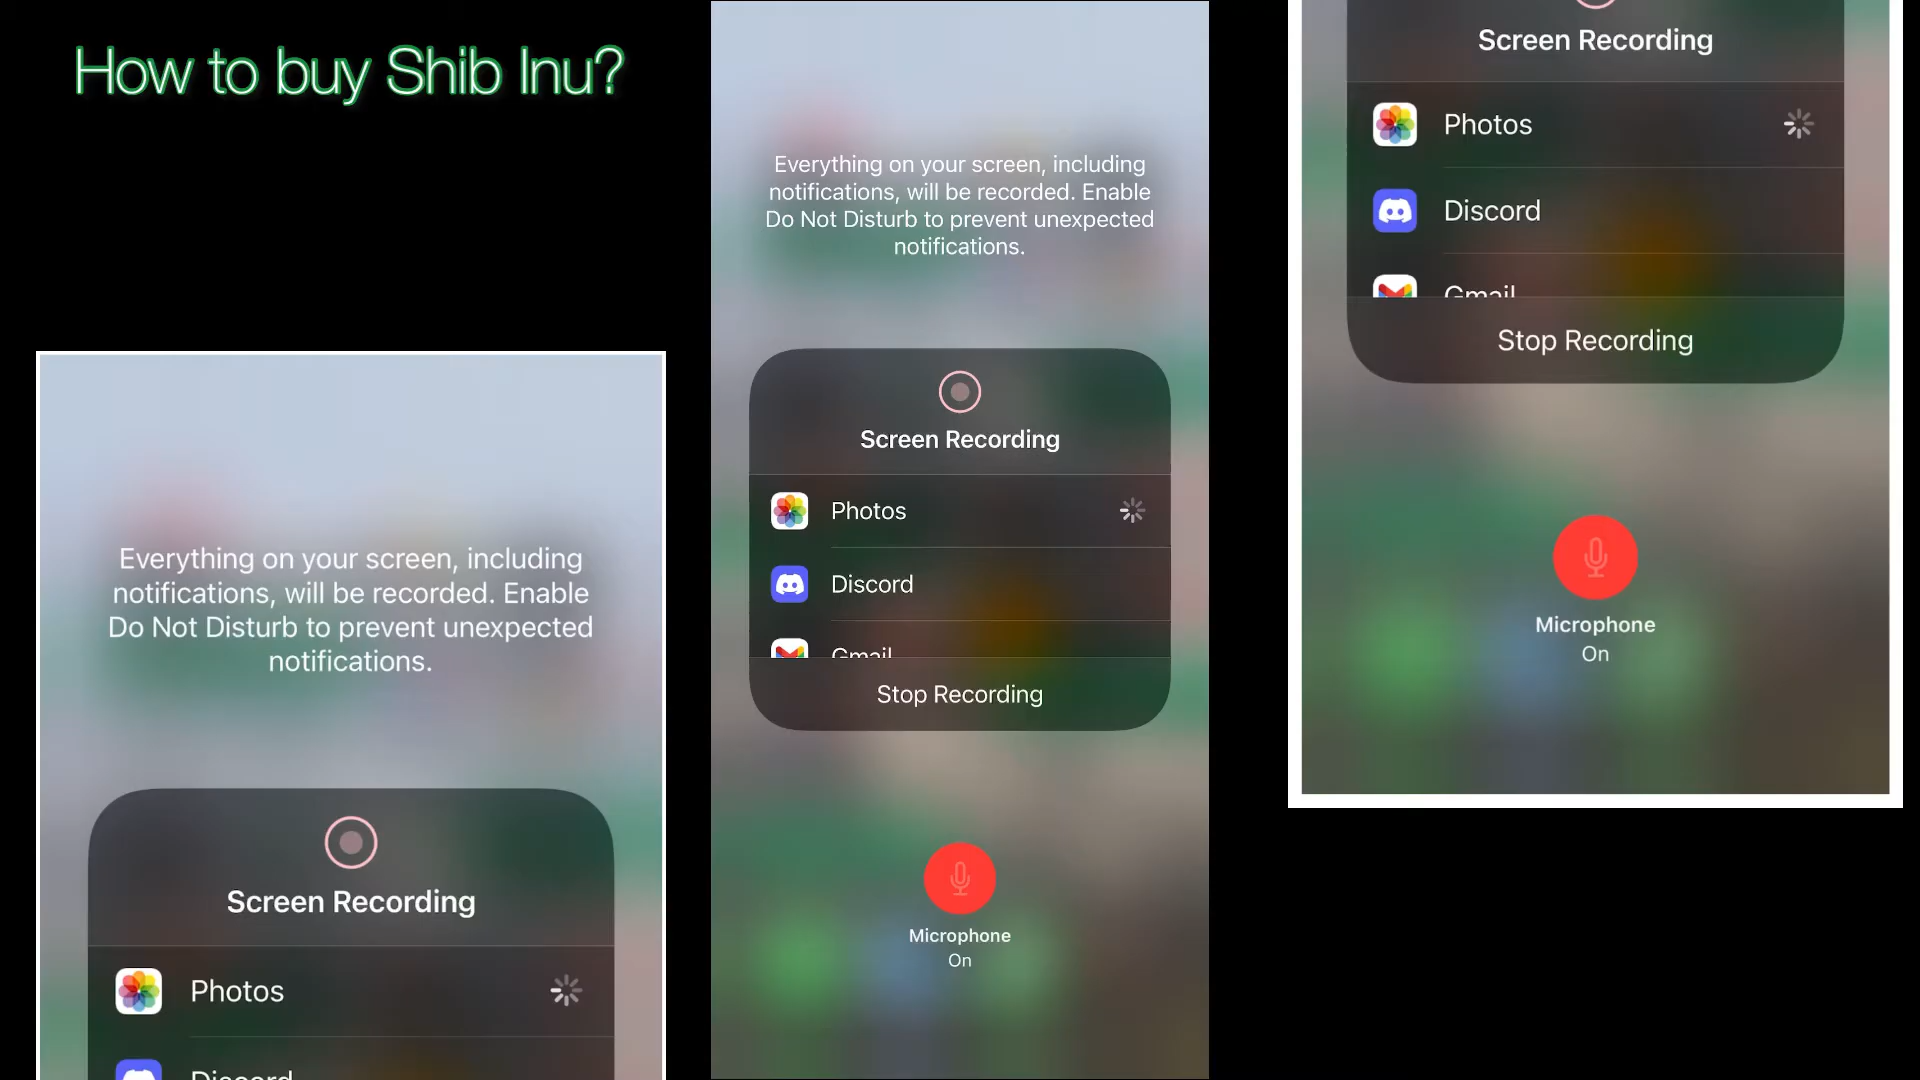 How to buy Shib Inu?
Everything on your screen, including
notifications, will be recorded. Enable
Do Not Disturb to prevent unexpected
notifications.
Screen Recording
Photos
Discord
Everything on your screen, including
notifications, will be recorded. Enable
Do Not Disturb to prevent unexpected
notifications.
Screen Recording
Photos
Discord
Gmail
Stop Recording
Microphone
On
Screen Recording
Photos
Discord
Gmail
Stop Recording
Microphone
On